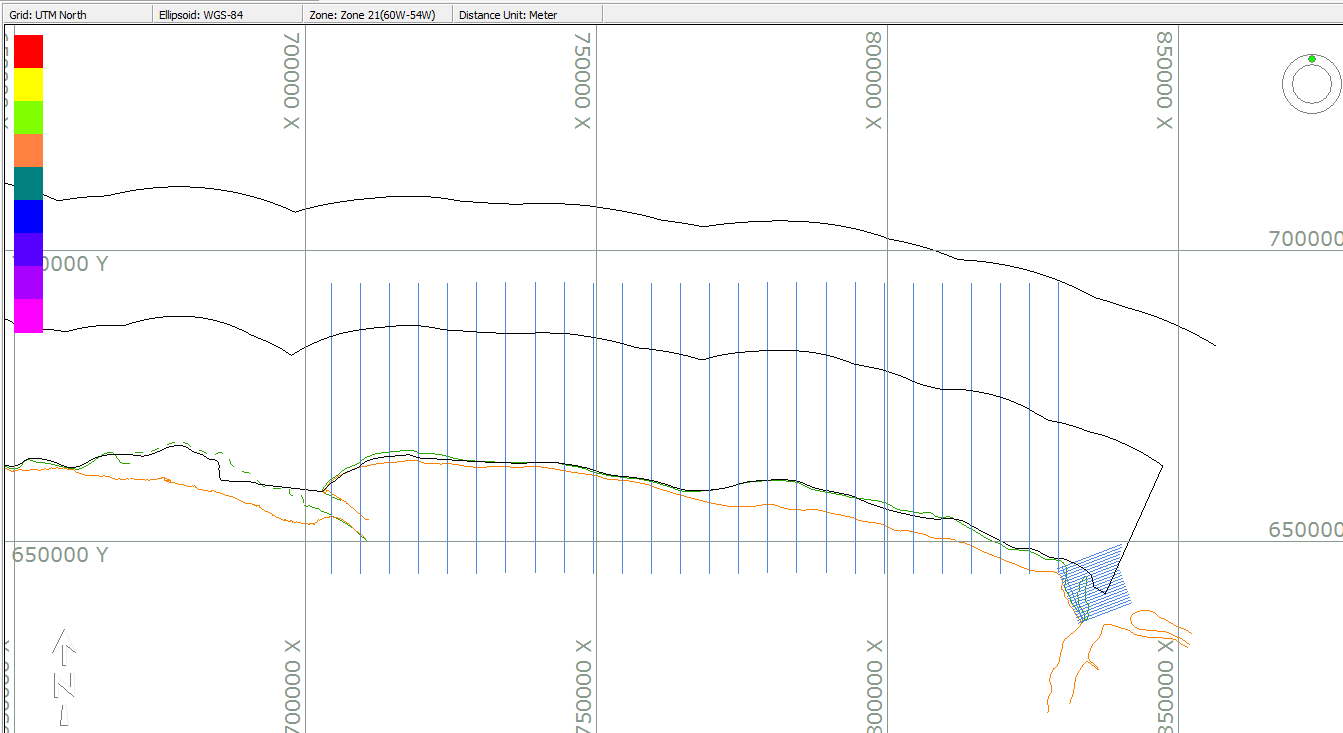 Grid: UTM North
Ellipsoid: WGS-84
Zone: Zone 21(60W-54W)
Distance Unit: Meter
700000 X
750000 X
800000 X
850000 X
700000
0000 Y
650000
650000 Y
N
700000 X
750000 X
800000 X
850000 X